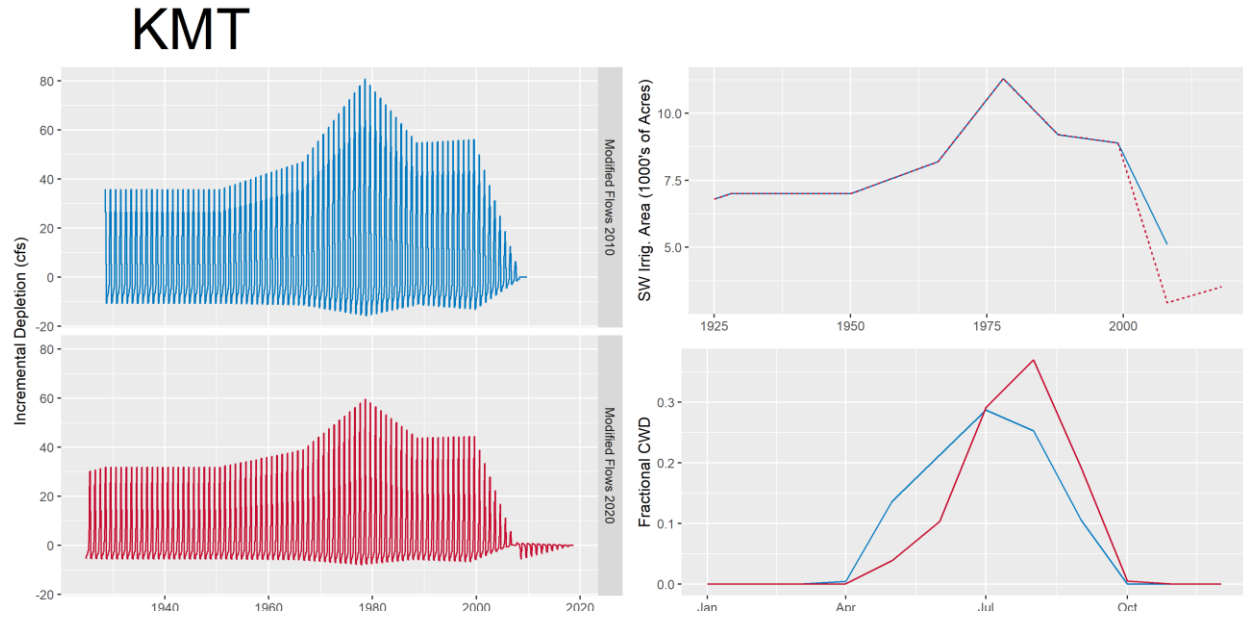 KMT
Incremental Depletion (cfs)
80
60
40
20
0
-20
Modified Flows 2010
80
60
40
20
0
-20
Modified Flows 2020
1940
1960
1980
2000
2020
SW Irrig. Area (1000's of Acres)
10.0
7.5
5.0
1925
1950
1975
2000
Fractional CWD
0.3
0.2
0.1
0.0
Jan
Apr
Jul
Oct